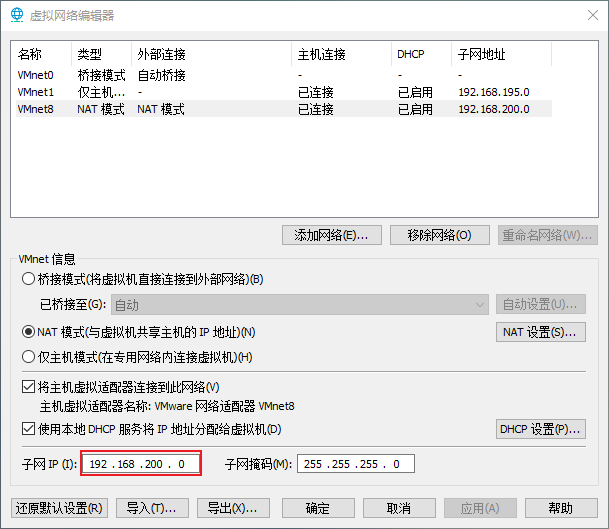 虚拟网络编辑器
名称 类型 外部连接 主机连接 DHCP 子网地址
VMnet0 桥接模式 自动桥接 - - -
VMnet1 仅主机... - 已连接 已启用 192.168.195.0
VMnet8 NAT 模式 NAT 模式 已连接 已启用 192.168.200.0
添加网络(E)... 移除网络(O) 重命名网络(W)...
VMnet 信息
桥接模式(将虚拟机直接连接到外部网络)(B)
已桥接至(G): 自动 自动设置(U)...
NAT 模式(与虚拟机共享主机的 IP 地址)(N) NAT 设置(S)...
仅主机模式(在专用网络内连接虚拟机)(H)
将主机虚拟适配器连接到此网络(V)
主机虚拟适配器名称: VMware 网络适配器 VMnet8
使用本地 DHCP 服务将 IP 地址分配给虚拟机(D) DHCP 设置(P)...
子网 IP (I): 192 .168 .200 . 0 子网掩码(M): 255 .255 .255 . 0
还原默认设置(R) 导入(T)... 导出(X)... 确定 取消 应用(A) 帮助